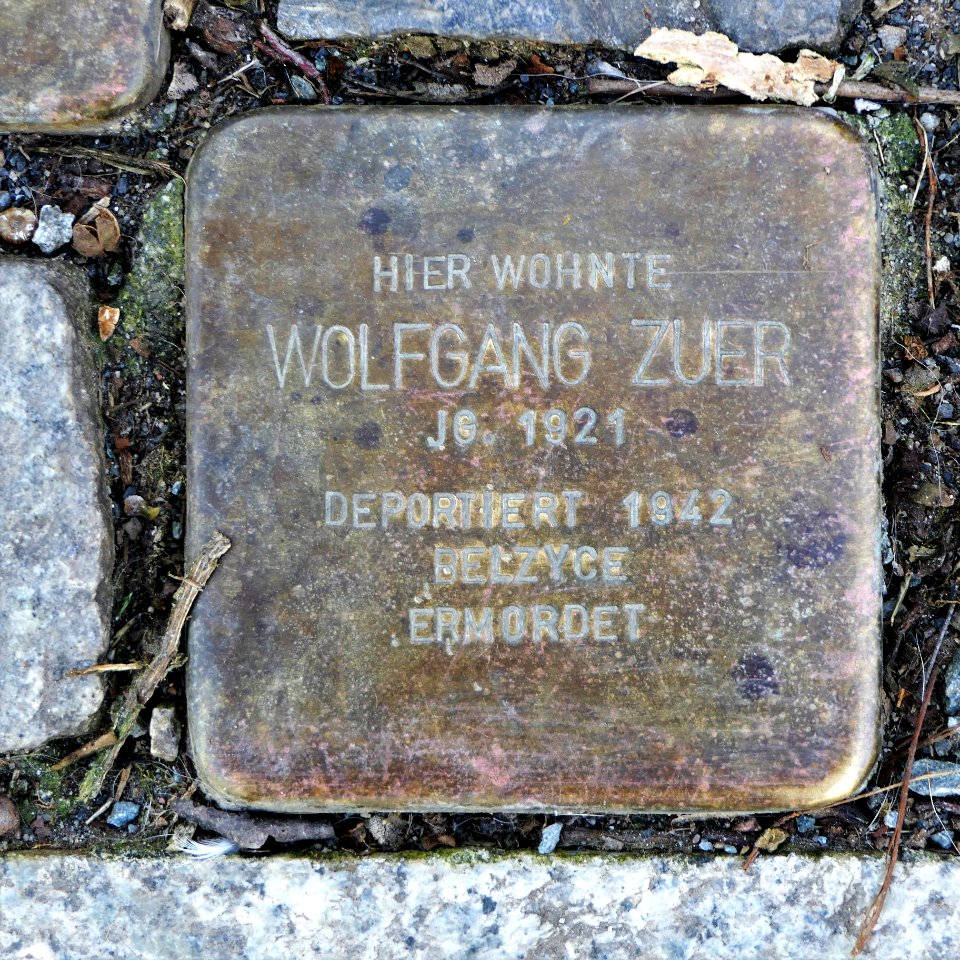 HIER WOHNTE
WOLFGANG ZUER
JG. 1921
DEPORTIERT 1942
BELZYCE
ERMORDET